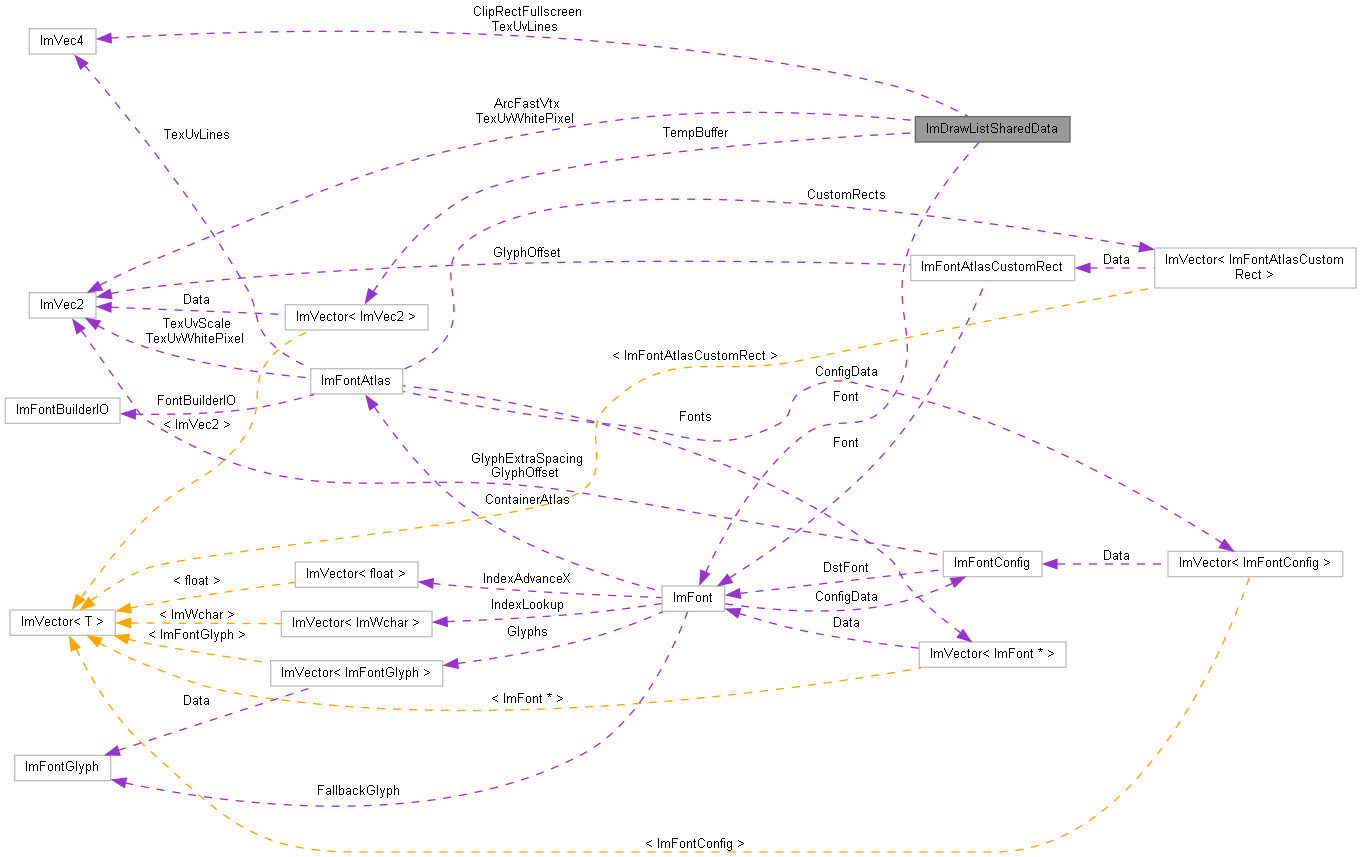 ClipRectFullscreen
TexUvLines
ImVec4
ArcFastVtx
TexUvWhitePixel
ImDrawListSharedData
TempBuffer
TexUvLines
CustomRects
GlyphOffset
ImFontAtlasCustomRect
Data
ImVector< ImFontAtlasCustom
Rect >
ImVec2
Data
ImVector< ImVec2 >
TexUvScale
TexUvWhitePixel
< ImFontAtlasCustomRect >
ImFontAtlas
ConfigData
Font
FontBuilderIO
ImFontBuilderIO
Fonts
< ImVec2 >
Font
GlyphExtraSpacing
GlyphOffset
ContainerAtlas
Data
ImFontConfig
ImVector< ImFontConfig >
DstFont
ImVector< float >
IndexAdvanceX
< float >
ImFont
ConfigData
IndexLookup
< ImWchar >
ImVector< ImWchar >
ImVector< T >
Data
Glyphs
< ImFontGlyph >
ImVector< ImFont * >
ImVector< ImFontGlyph >
Data
< ImFont * >
ImFontGlyph
FallbackGlyph
< ImFontConfig >